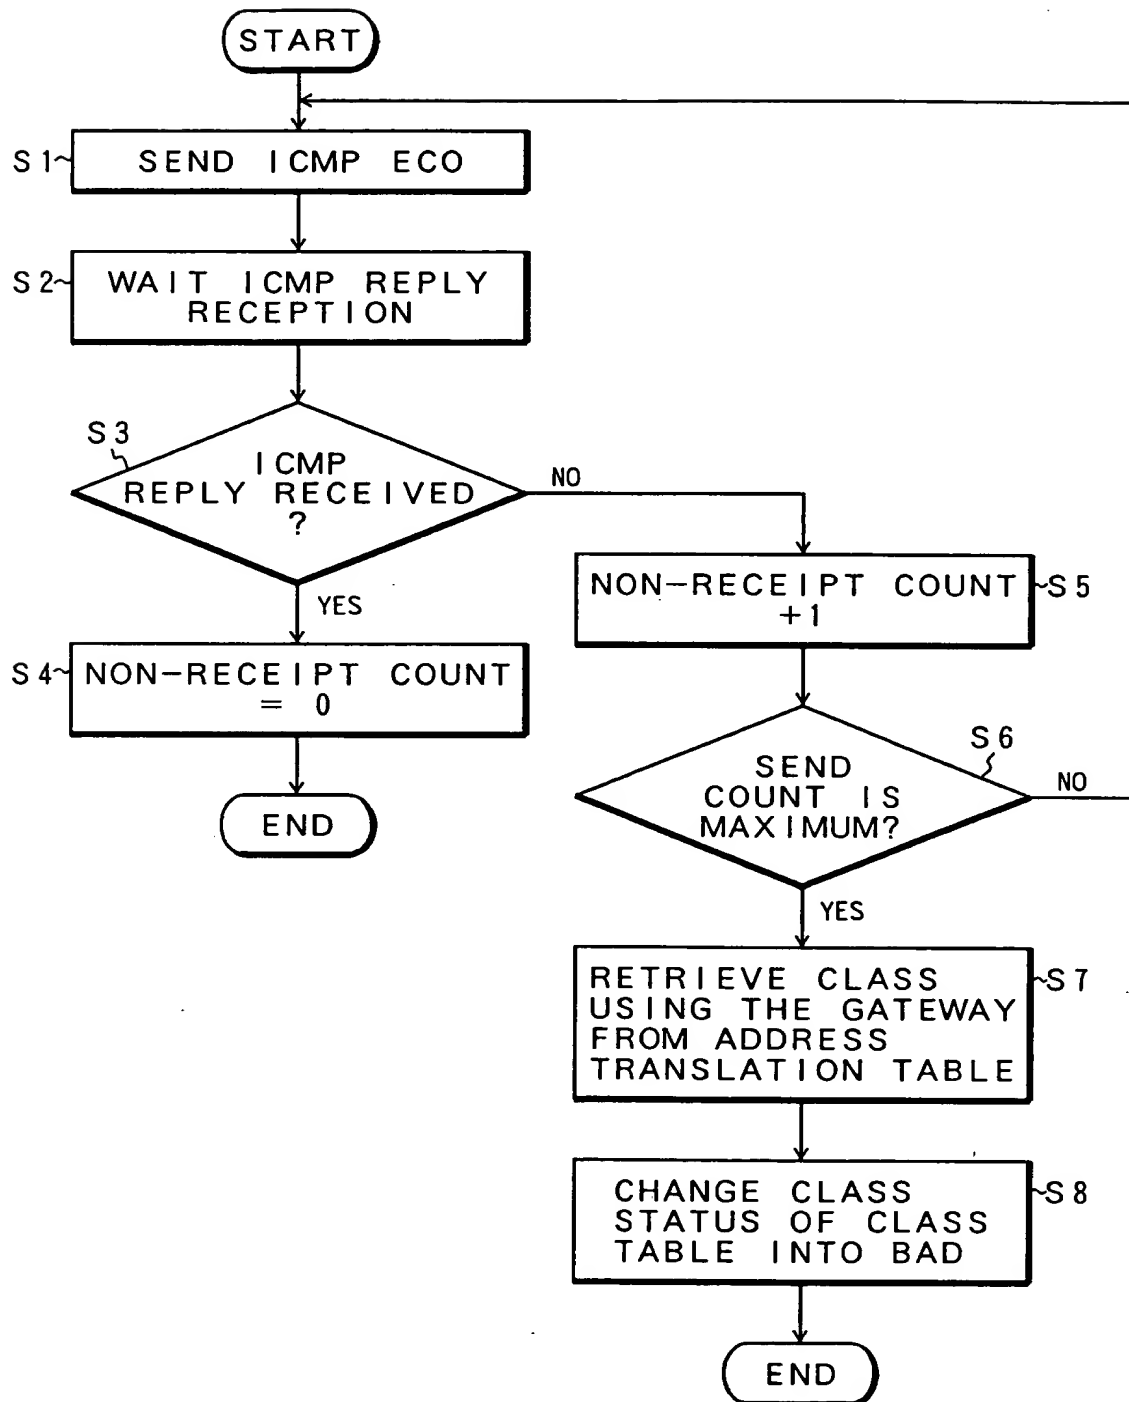 START
S1
SEND ICMP ECO
S2
WAIT ICMP REPLY
RECEPTION
S3
ICMP
REPLY RECEIVED
?
NO
YES
S4
NON-RECEIPT COUNT
= 0
END
S5
NON-RECEIPT COUNT
+1
S6
SEND
COUNT IS
MAXIMUM?
NO
YES
S7
RETRIEVE CLASS
USING THE GATEWAY
FROM ADDRESS
TRANSLATION TABLE
S8
CHANGE CLASS
STATUS OF CLASS
TABLE INTO BAD
END